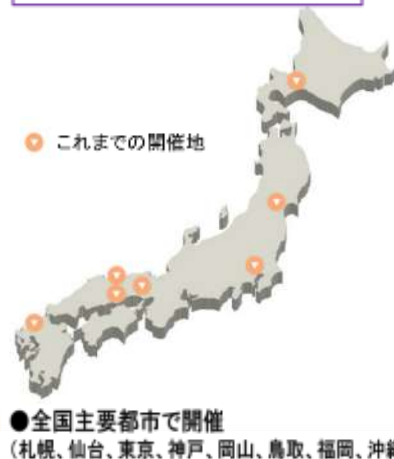 これまでの開催地
●全国主要都市で開催
(札幌、仙台、東京、神戸、岡山、鳥取、福岡、沖縄